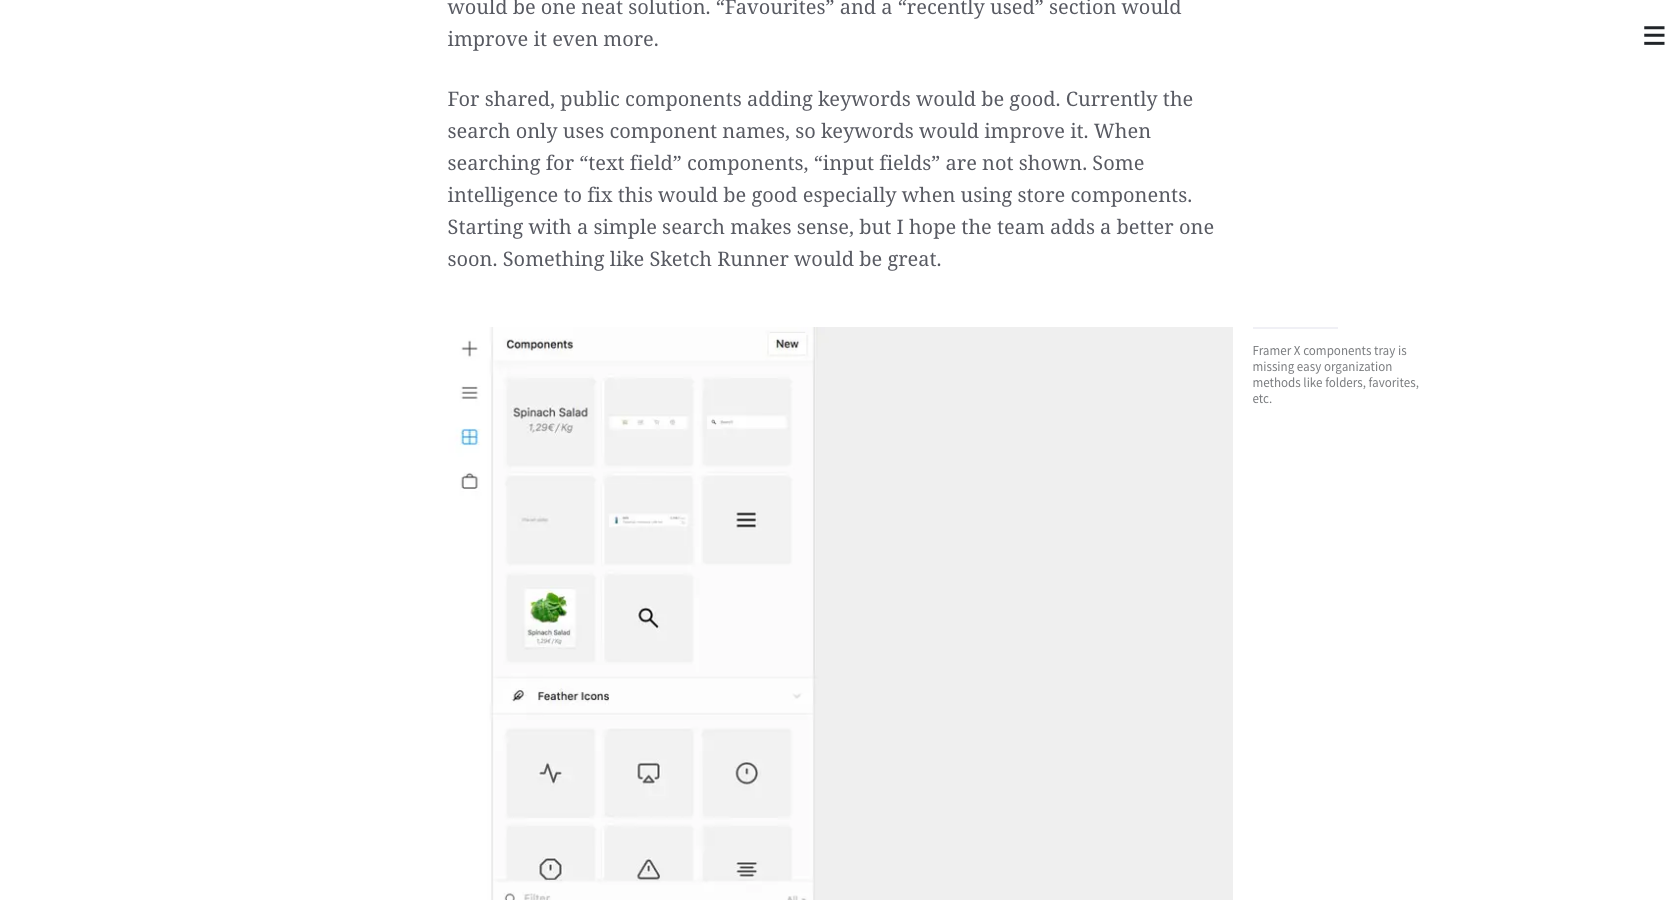 would be one neat solution. “Favourites” and a “recently used” section would
improve it even more.
For shared, public components adding keywords would be good. Currently the
search only uses component names, so keywords would improve it. When
searching for “text field” components, “input fields” are not shown. Some
intelligence to fix this would be good especially when using store components.
Starting with a simple search makes sense, but I hope the team adds a better one
soon. Something like Sketch Runner would be great.
Components
New
Spinach Salad
1,29€/Kg
Spinach Salad
1,29€/Kg
Feather Icons
Filter
All
Framer X components tray is
missing easy organization
methods like folders, favorites,
etc.